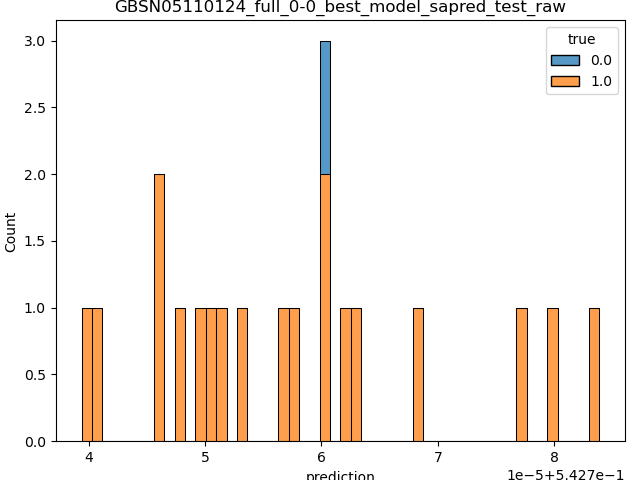 GBSN05110124_full_0-0_best_model_sapred_test_raw
true
0.0
1.0
3.0
2.5
2.0
1.5
1.0
0.5
0.0
Count
4 5 6 7 8
prediction
1e−5+5.427e−1